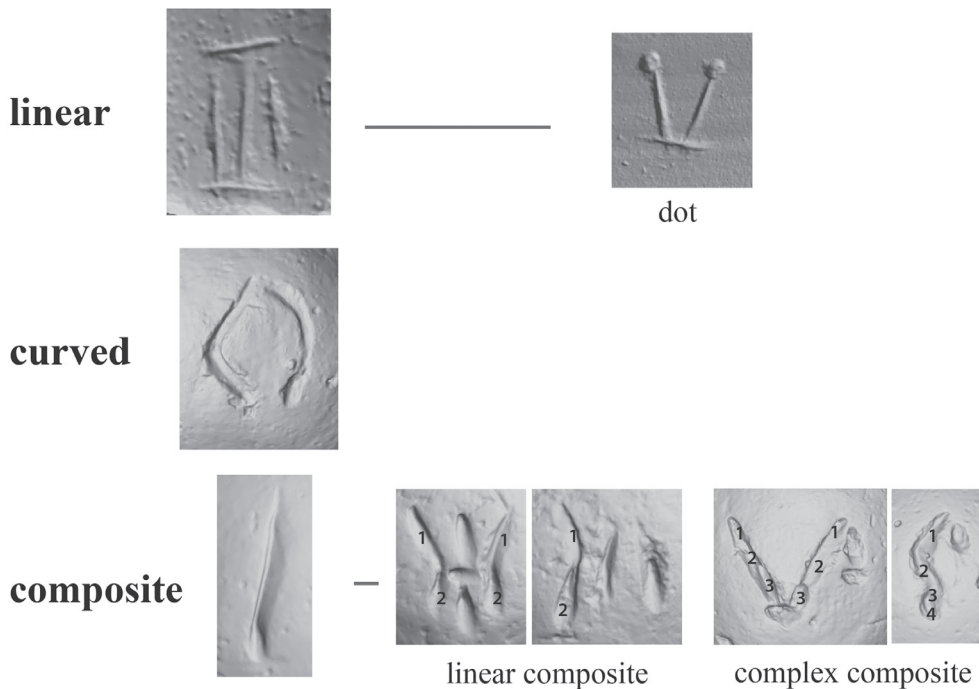 linear
dot
curved
composite
1 1 2 2
1 2
1 2 3 1 2 3
1 2 3 4
linear composite
complex composite